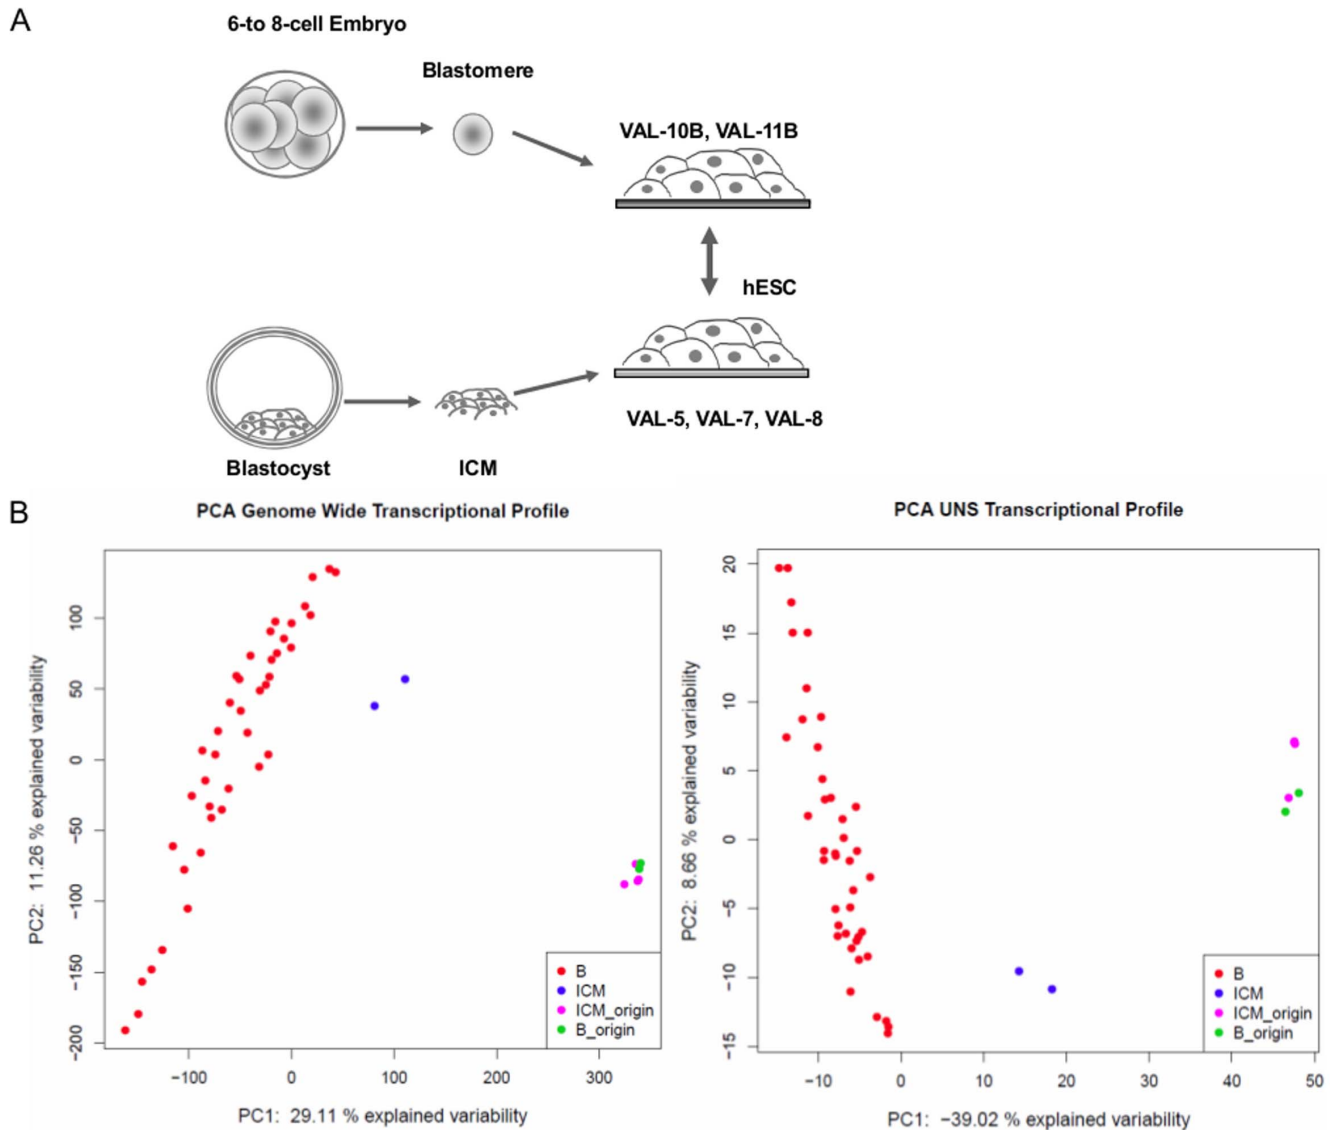 A
6-to 8-cell Embryo
Blastomere
VAL-10B, VAL-11B
hESC
VAL-5, VAL-7, VAL-8
Blastocyst
ICM
B
PCA Genome Wide Transcriptional Profile
PC2: 11.26 % explained variability
100
50
0
−50
−100
−150
−200
−100
0
100
200
300
PC1: 29.11 % explained variability
B
ICM
ICM_origin
B_origin
PCA UNS Transcriptional Profile
PC2: 8.66 % explained variability
20
15
10
5
0
−5
−10
−15
−10
0
10
20
30
40
50
PC1: −39.02 % explained variability
B
ICM
ICM_origin
B_origin